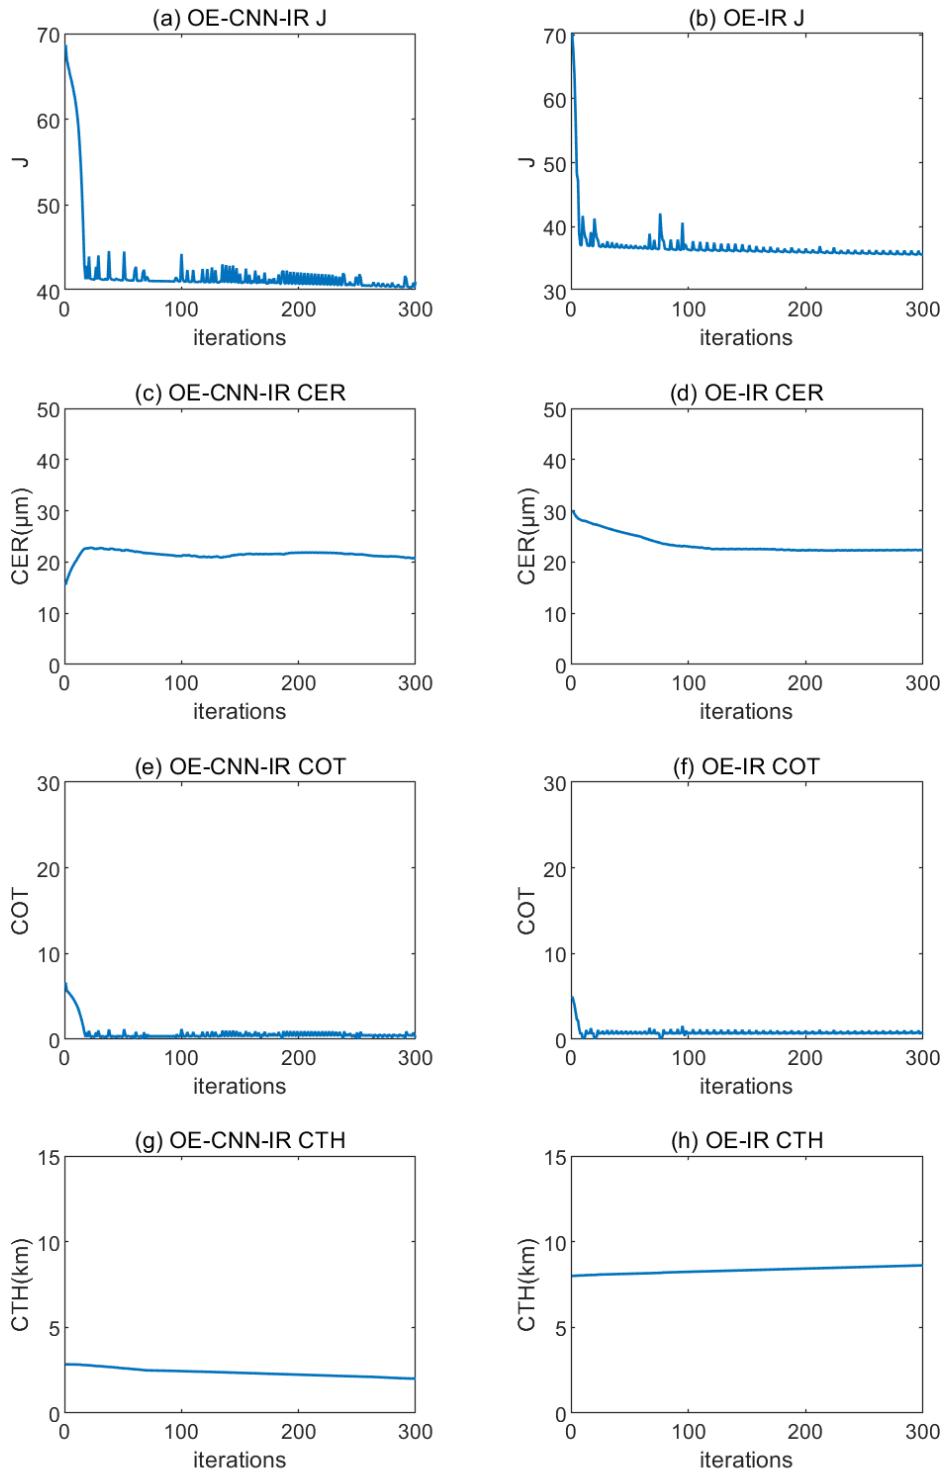 (a) OE-CNN-IR J
70
60
50
40
J
0 100 200 300
iterations
(b) OE-IR J
70
60
50
40
30
J
0 100 200 300
iterations
(c) OE-CNN-IR CER
50
40
30
20
10
0
CER(μm)
0 100 200 300
iterations
(d) OE-IR CER
50
40
30
20
10
0
CER(μm)
0 100 200 300
iterations
(e) OE-CNN-IR COT
30
20
10
0
COT
0 100 200 300
iterations
(f) OE-IR COT
30
20
10
0
COT
0 100 200 300
iterations
(g) OE-CNN-IR CTH
15
10
5
0
CTH(km)
0 100 200 300
iterations
(h) OE-IR CTH
15
10
5
0
CTH(km)
0 100 200 300
iterations